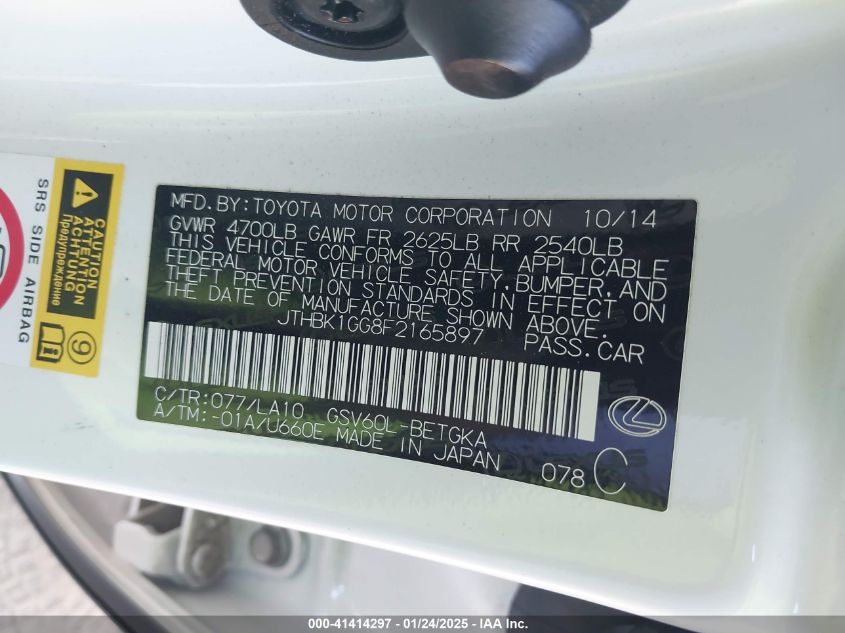 MFD.BY:TOYOTA MOTOR CORPORATION 10/14
GVWR 4700LB GAWR FR 2625LB RR 2540LB
THIS VEHICLE CONFORMS TO ALL APPLICABLE
FEDERAL MOTOR VEHICLE SAFETY, BUMPER, AND
THEFT PREVENTION STANDARDS IN EFFECT ON
THE DATE OF MANUFACTURE SHOWN ABOVE.
JTHBK1GG8F2165897 PASS.CAR
C/TR:077/LA10 GSV60L-BETGKA
A/TM:-01A/U660E MADE IN JAPAN
078 C
SRS SIDE AIRBAG
CAUTION
ATTENTION
ACHTUNG
Предупреждение
9
000-41414297 - 01/24/2025 - IAA Inc.